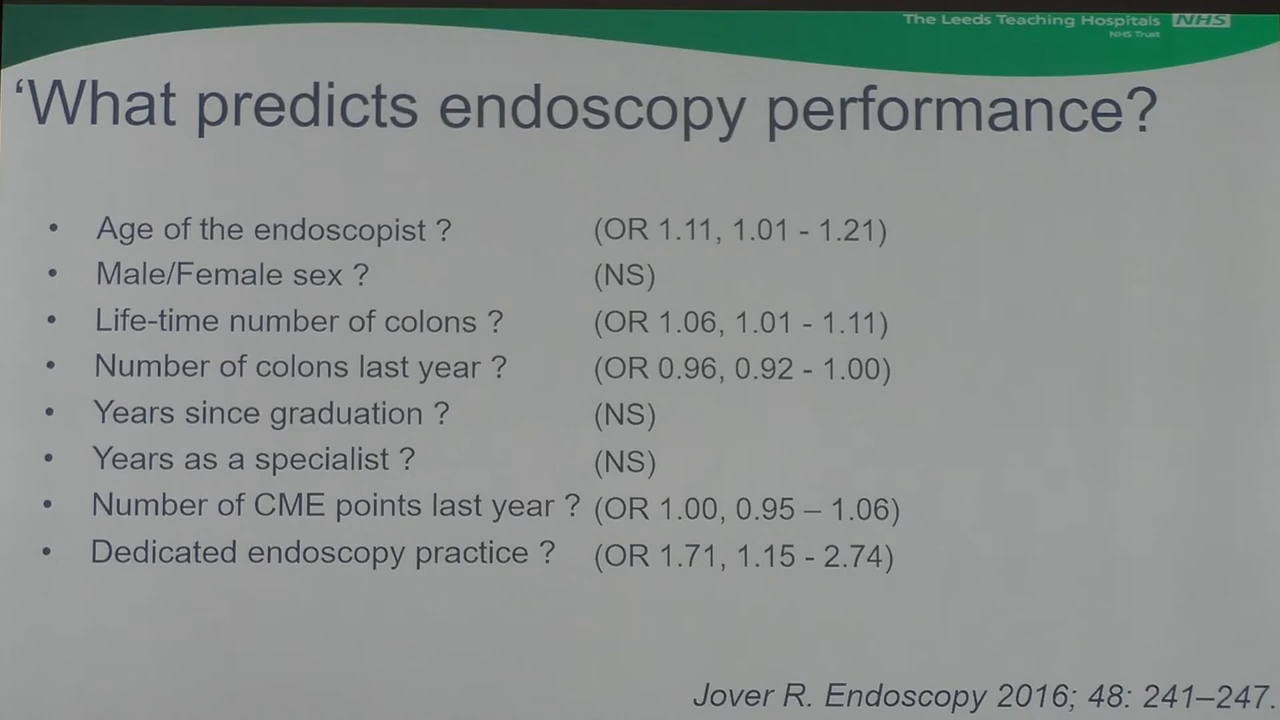 The Leeds Teaching Hospitals NHS
NHS Trust
‘What predicts endoscopy performance?
• Age of the endoscopist ? (OR 1.11, 1.01 - 1.21)
• Male/Female sex ? (NS)
• Life-time number of colons ? (OR 1.06, 1.01 - 1.11)
• Number of colons last year ? (OR 0.96, 0.92 - 1.00)
• Years since graduation ? (NS)
• Years as a specialist ? (NS)
• Number of CME points last year ? (OR 1.00, 0.95 – 1.06)
• Dedicated endoscopy practice ? (OR 1.71, 1.15 - 2.74)
Jover R. Endoscopy 2016; 48: 241–247.